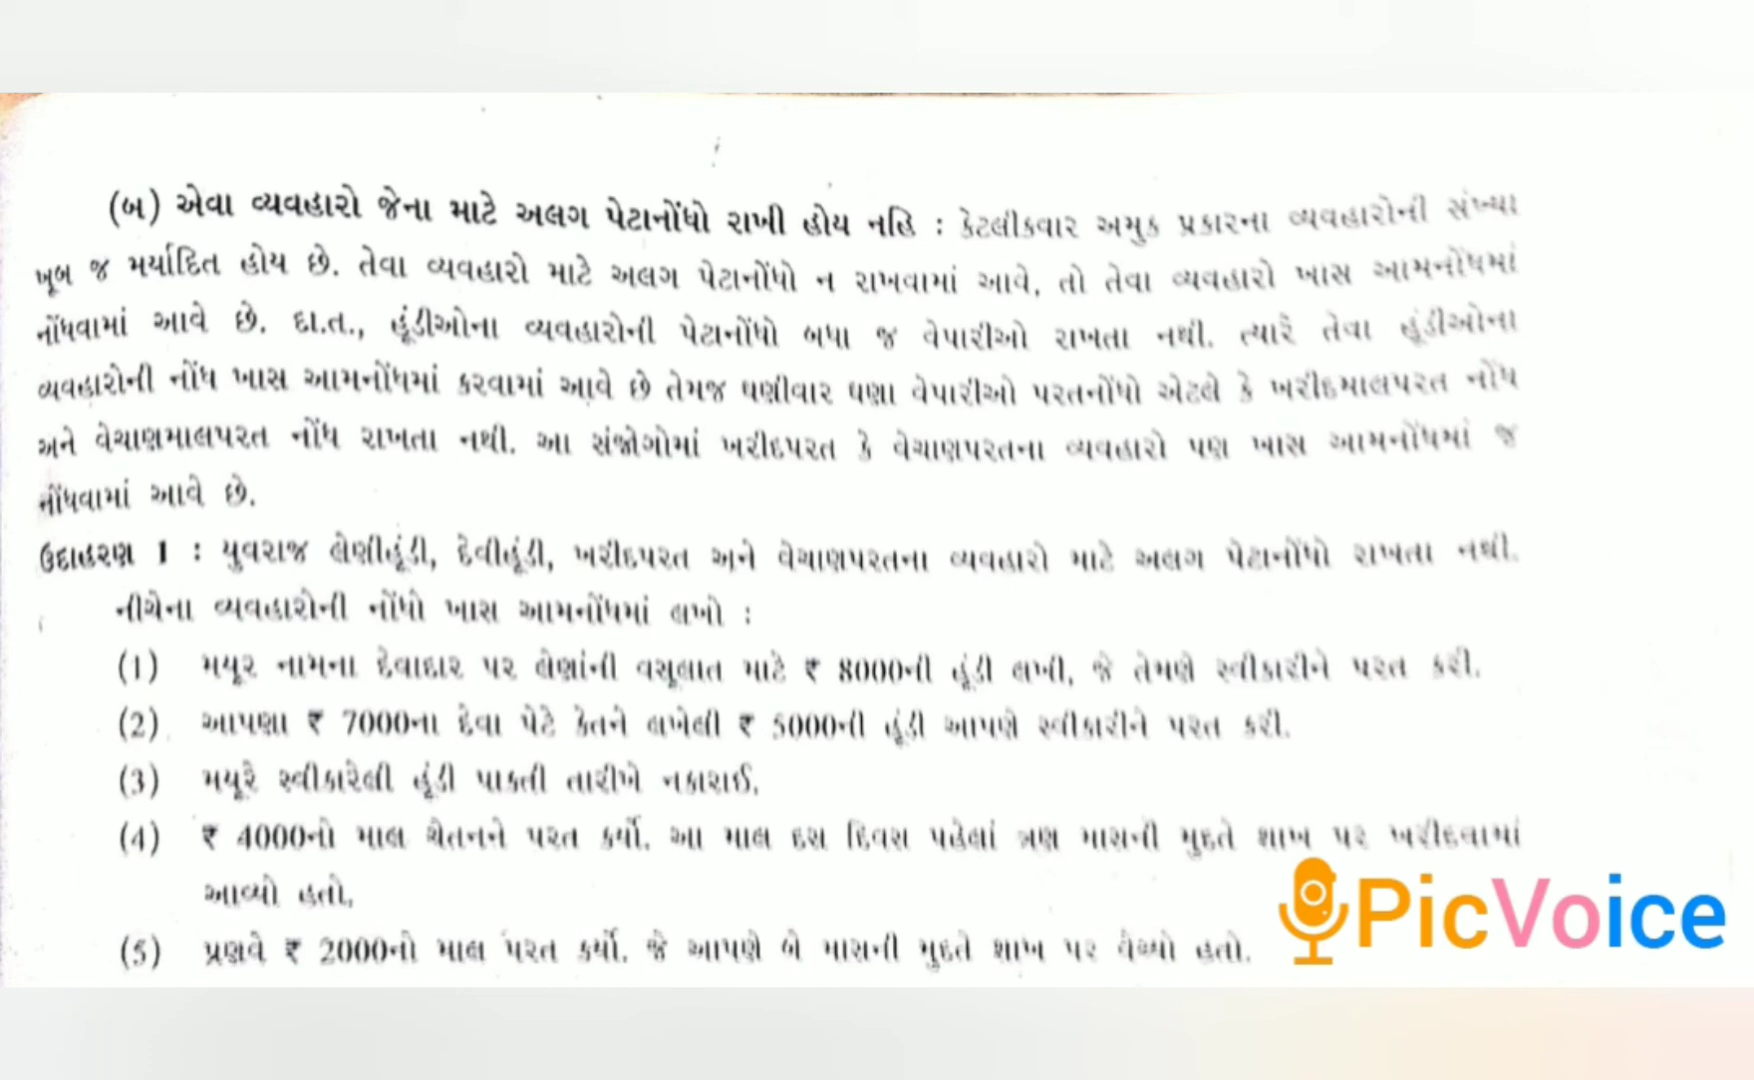 (બ) એવા વ્યવહારો જેના માટે અલગ પેટાનોંધો રાખી હોય નહિ : કેટલીકવાર અમુક પ્રકારના વ્યવહારોની સંખ્યા
ખૂબ જ મર્યાદિત હોય છે. તેવા વ્યવહારો માટે અલગ પેટાનોંધો ન રાખવામાં આવે, તો તેવા વ્યવહારો ખાસ આમનોંધમાં
નોંધવામાં આવે છે. દા.ત., હૂંડીઓના વ્યવહારોની પેટાનોંધો બધા જ વેપારીઓ રાખતા નથી. ત્યારે તેવા હૂંડીઓના
વ્યવહારોની નોંધ ખાસ આમનોંધમાં કરવામાં આવે છે તેમજ ઘણીવાર ઘણા વેપારીઓ પરતનોંધો એટલે કે ખરીદમાલપરત નોંધ
અને વેચાણમાલપરત નોંધ રાખતા નથી. આ સંજોગોમાં ખરીદપરત કે વેચાણપરતના વ્યવહારો પણ ખાસ આમનોંધમાં જ
નોંધવામાં આવે છે.
ઉદાહરણ 1 : યુવરાજ લેણીહૂંડી, દેવીહૂંડી, ખરીદપરત અને વેચાણપરતના વ્યવહારો માટે અલગ પેટાનોંધો રાખતા નથી.
નીચેના વ્યવહારોની નોંધો ખાસ આમનોંધમાં લખો :
(1) મયૂર નામના દેવાદાર પર લેણાંની વસૂલાત માટે ₹ 8000ની હૂંડી લખી, જે તેમણે સ્વીકારીને પરત કરી.
(2) આપણા ₹ 7000ના દેવા પેટે કેતને લખેલી ₹ 5000ની હૂંડી આપણે સ્વીકારીને પરત કરી.
(3) મયૂરે સ્વીકારેલી હૂંડી પાકતી તારીખે નકારાઈ.
(4) ₹ 4000નો માલ ચેતનને પરત કર્યો. આ માલ દસ દિવસ પહેલાં ત્રણ માસની મુદતે શાખ પર ખરીદવામાં
આવ્યો હતો.
(5) પ્રણવે ₹ 2000નો માલ પરત કર્યો. જે આપણે બે માસની મુદતે શાખ પર વેચ્યો હતો.
PicVoice